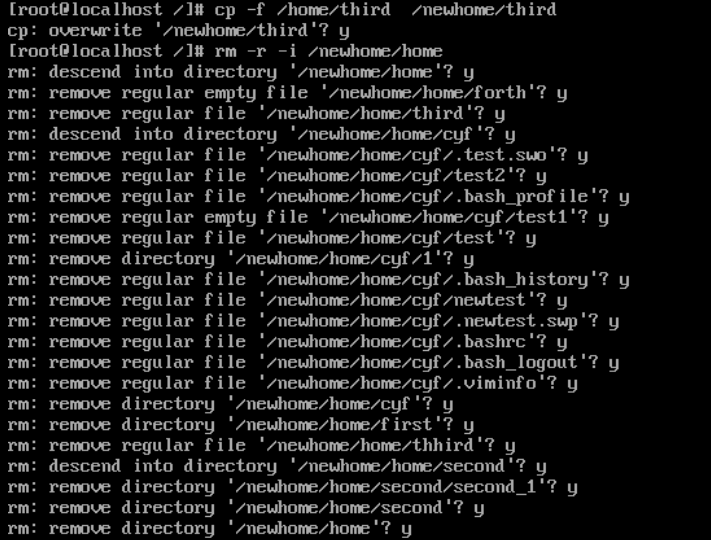 [root@localhost /]# cp -f /home/third  /newhome/third
cp: overwrite '/newhome/third'? y
[root@localhost /]# rm -r -i /newhome/home
rm: descend into directory '/newhome/home'? y
rm: remove regular empty file '/newhome/home/forth'? y
rm: remove regular file '/newhome/home/third'? y
rm: descend into directory '/newhome/home/cyf'? y
rm: remove regular file '/newhome/home/cyf/.test.swo'? y
rm: remove regular file '/newhome/home/cyf/test2'? y
rm: remove regular file '/newhome/home/cyf/.bash_profile'? y
rm: remove regular empty file '/newhome/home/cyf/test1'? y
rm: remove regular file '/newhome/home/cyf/test'? y
rm: remove directory '/newhome/home/cyf/1'? y
rm: remove regular file '/newhome/home/cyf/.bash_history'? y
rm: remove regular file '/newhome/home/cyf/newtest'? y
rm: remove regular file '/newhome/home/cyf/.newtest.swp'? y
rm: remove regular file '/newhome/home/cyf/.bashrc'? y
rm: remove regular file '/newhome/home/cyf/.bash_logout'? y
rm: remove regular file '/newhome/home/cyf/.viminfo'? y
rm: remove directory '/newhome/home/cyf'? y
rm: remove directory '/newhome/home/first'? y
rm: remove regular file '/newhome/home/thhird'? y
rm: descend into directory '/newhome/home/second'? y
rm: remove directory '/newhome/home/second/second_1'? y
rm: remove directory '/newhome/home/second'? y
rm: remove directory '/newhome/home'? y